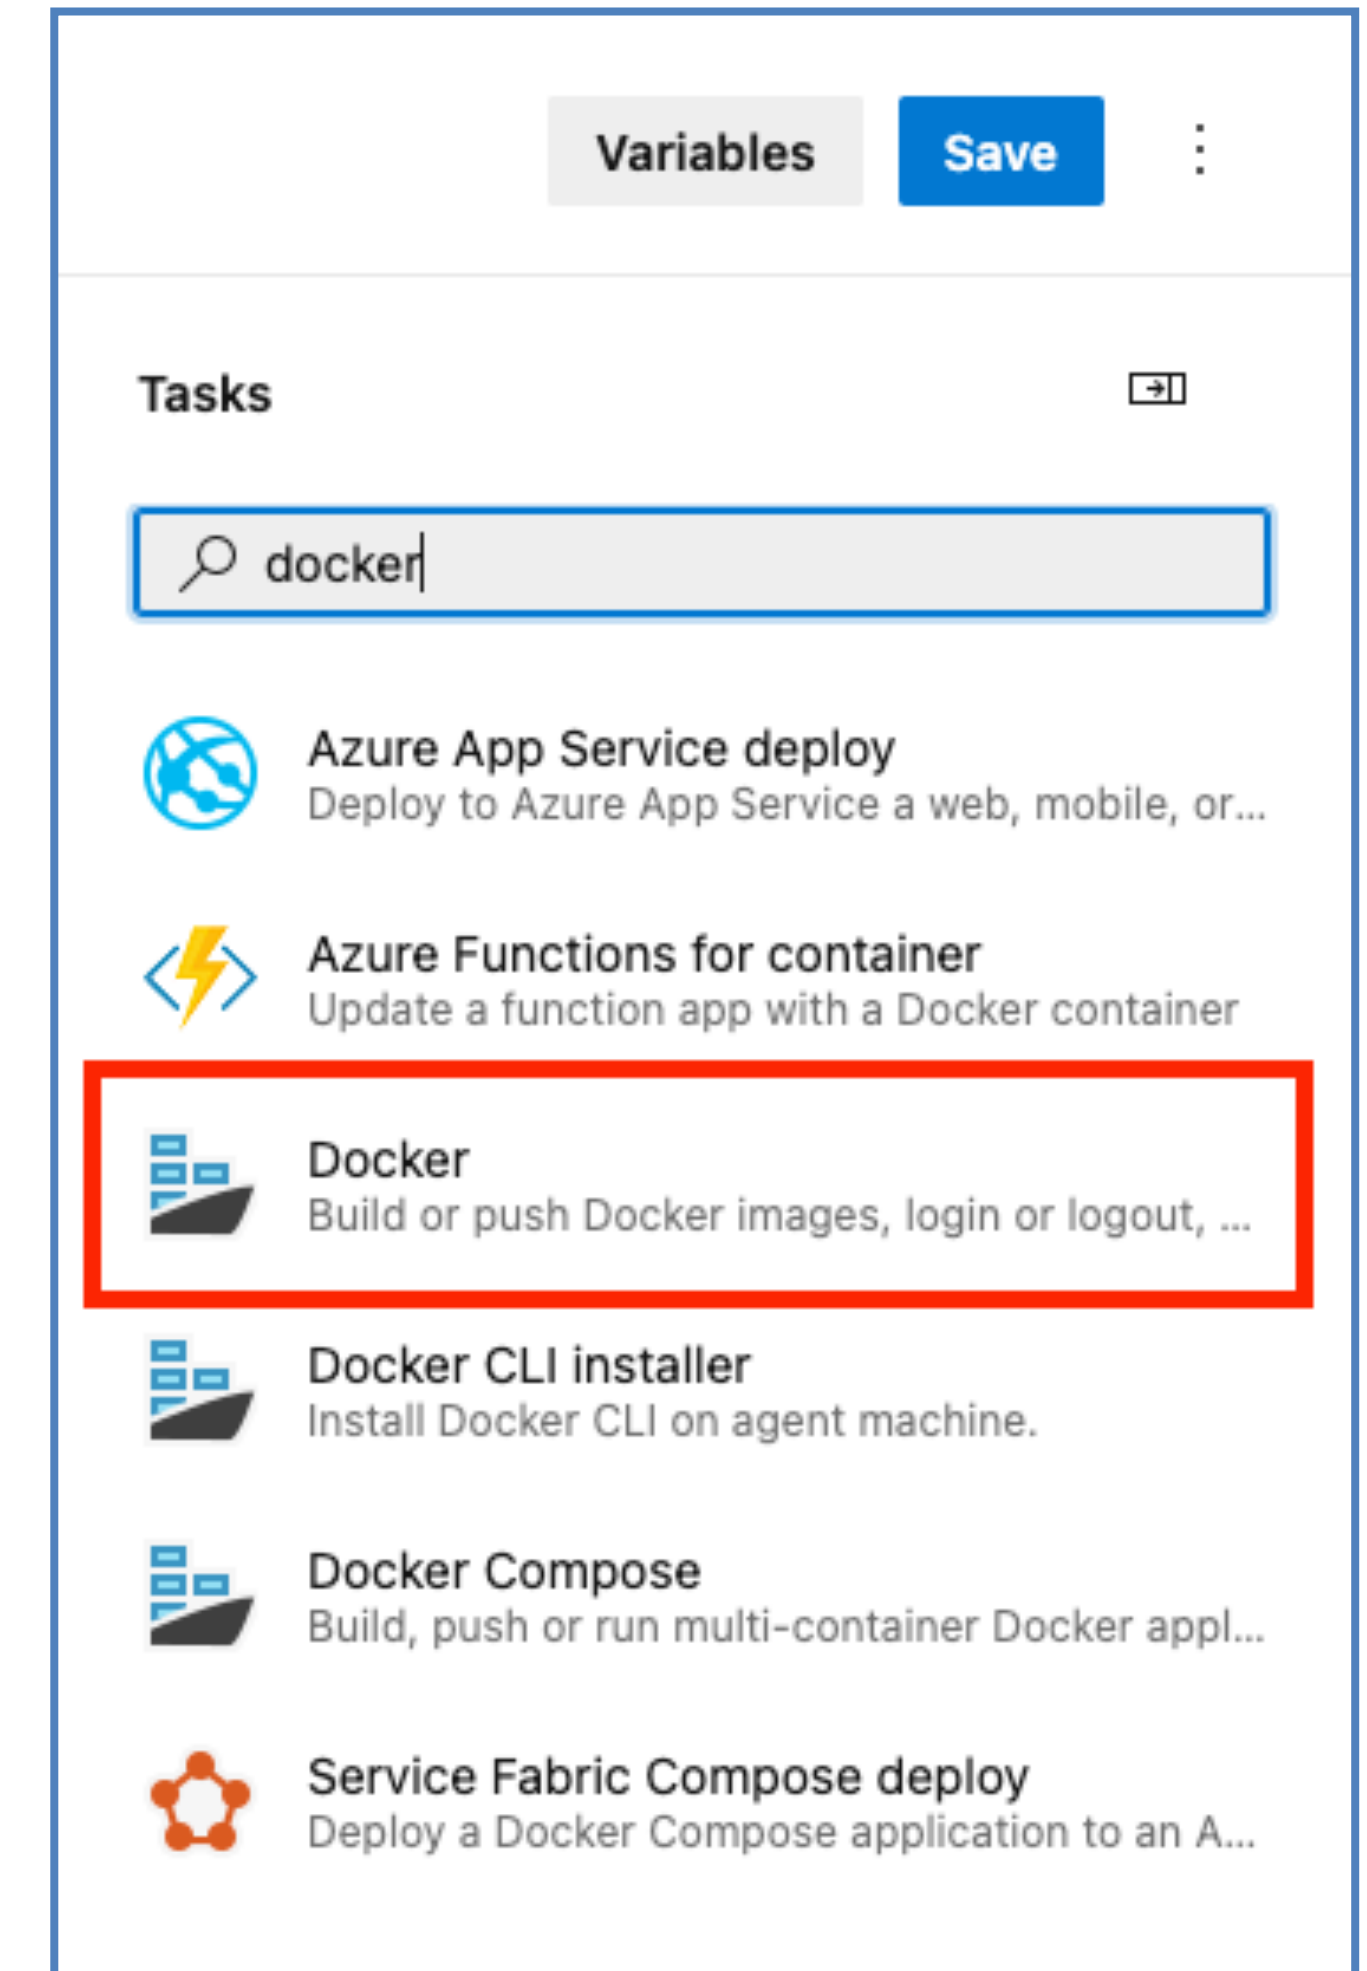 Variables Save
Tasks
docker
Azure App Service deploy
Deploy to Azure App Service a web, mobile, or...
Azure Functions for container
Update a function app with a Docker container
Docker
Build or push Docker images, login or logout, ...
Docker CLI installer
Install Docker CLI on agent machine.
Docker Compose
Build, push or run multi-container Docker appl...
Service Fabric Compose deploy
Deploy a Docker Compose application to an A...